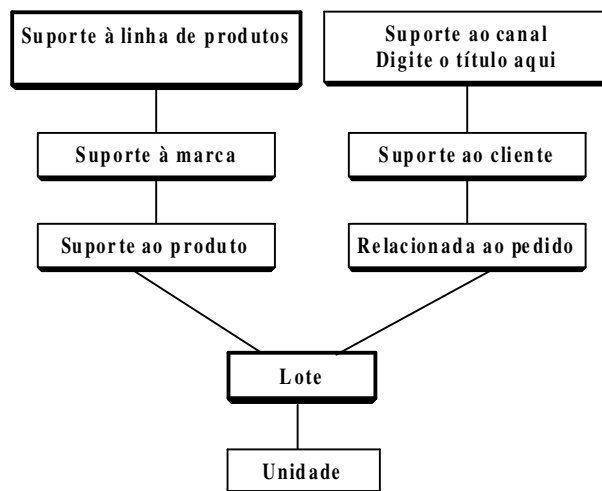 Suporte à linha de produtos
Suporte ao canal
Digite o título aqui
Suporte à marca
Suporte ao cliente
Suporte ao produto
Relacionada ao pedido
Lote
Unidade